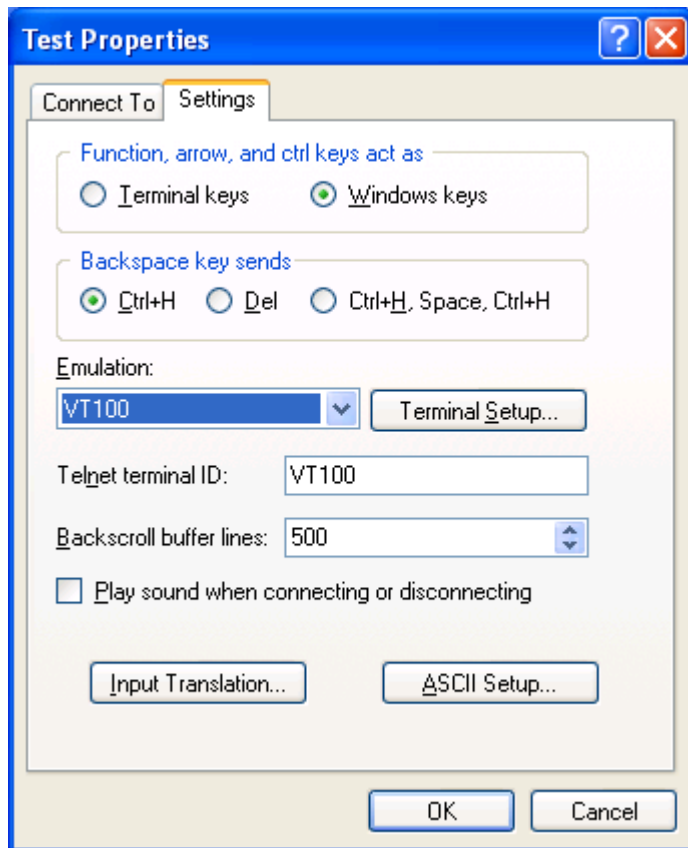 Test Properties
Connect To Settings
Function, arrow, and ctrl keys act as
Terminal keys Windows keys
Backspace key sends
Ctrl+H Del Ctrl+H, Space, Ctrl+H
Emulation:
VT100 Terminal Setup...
Telnet terminal ID: VT100
Backscroll buffer lines: 500
Play sound when connecting or disconnecting
Input Translation... ASCII Setup...
OK Cancel